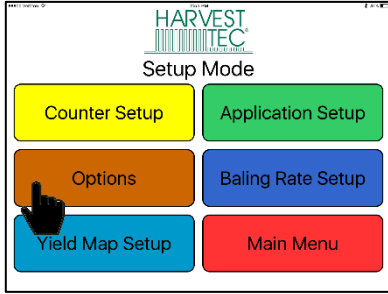 HARVEST
TEC
Setup Mode
Counter Setup
Application Setup
Options
Baling Rate Setup
Yield Map Setup
Main Menu